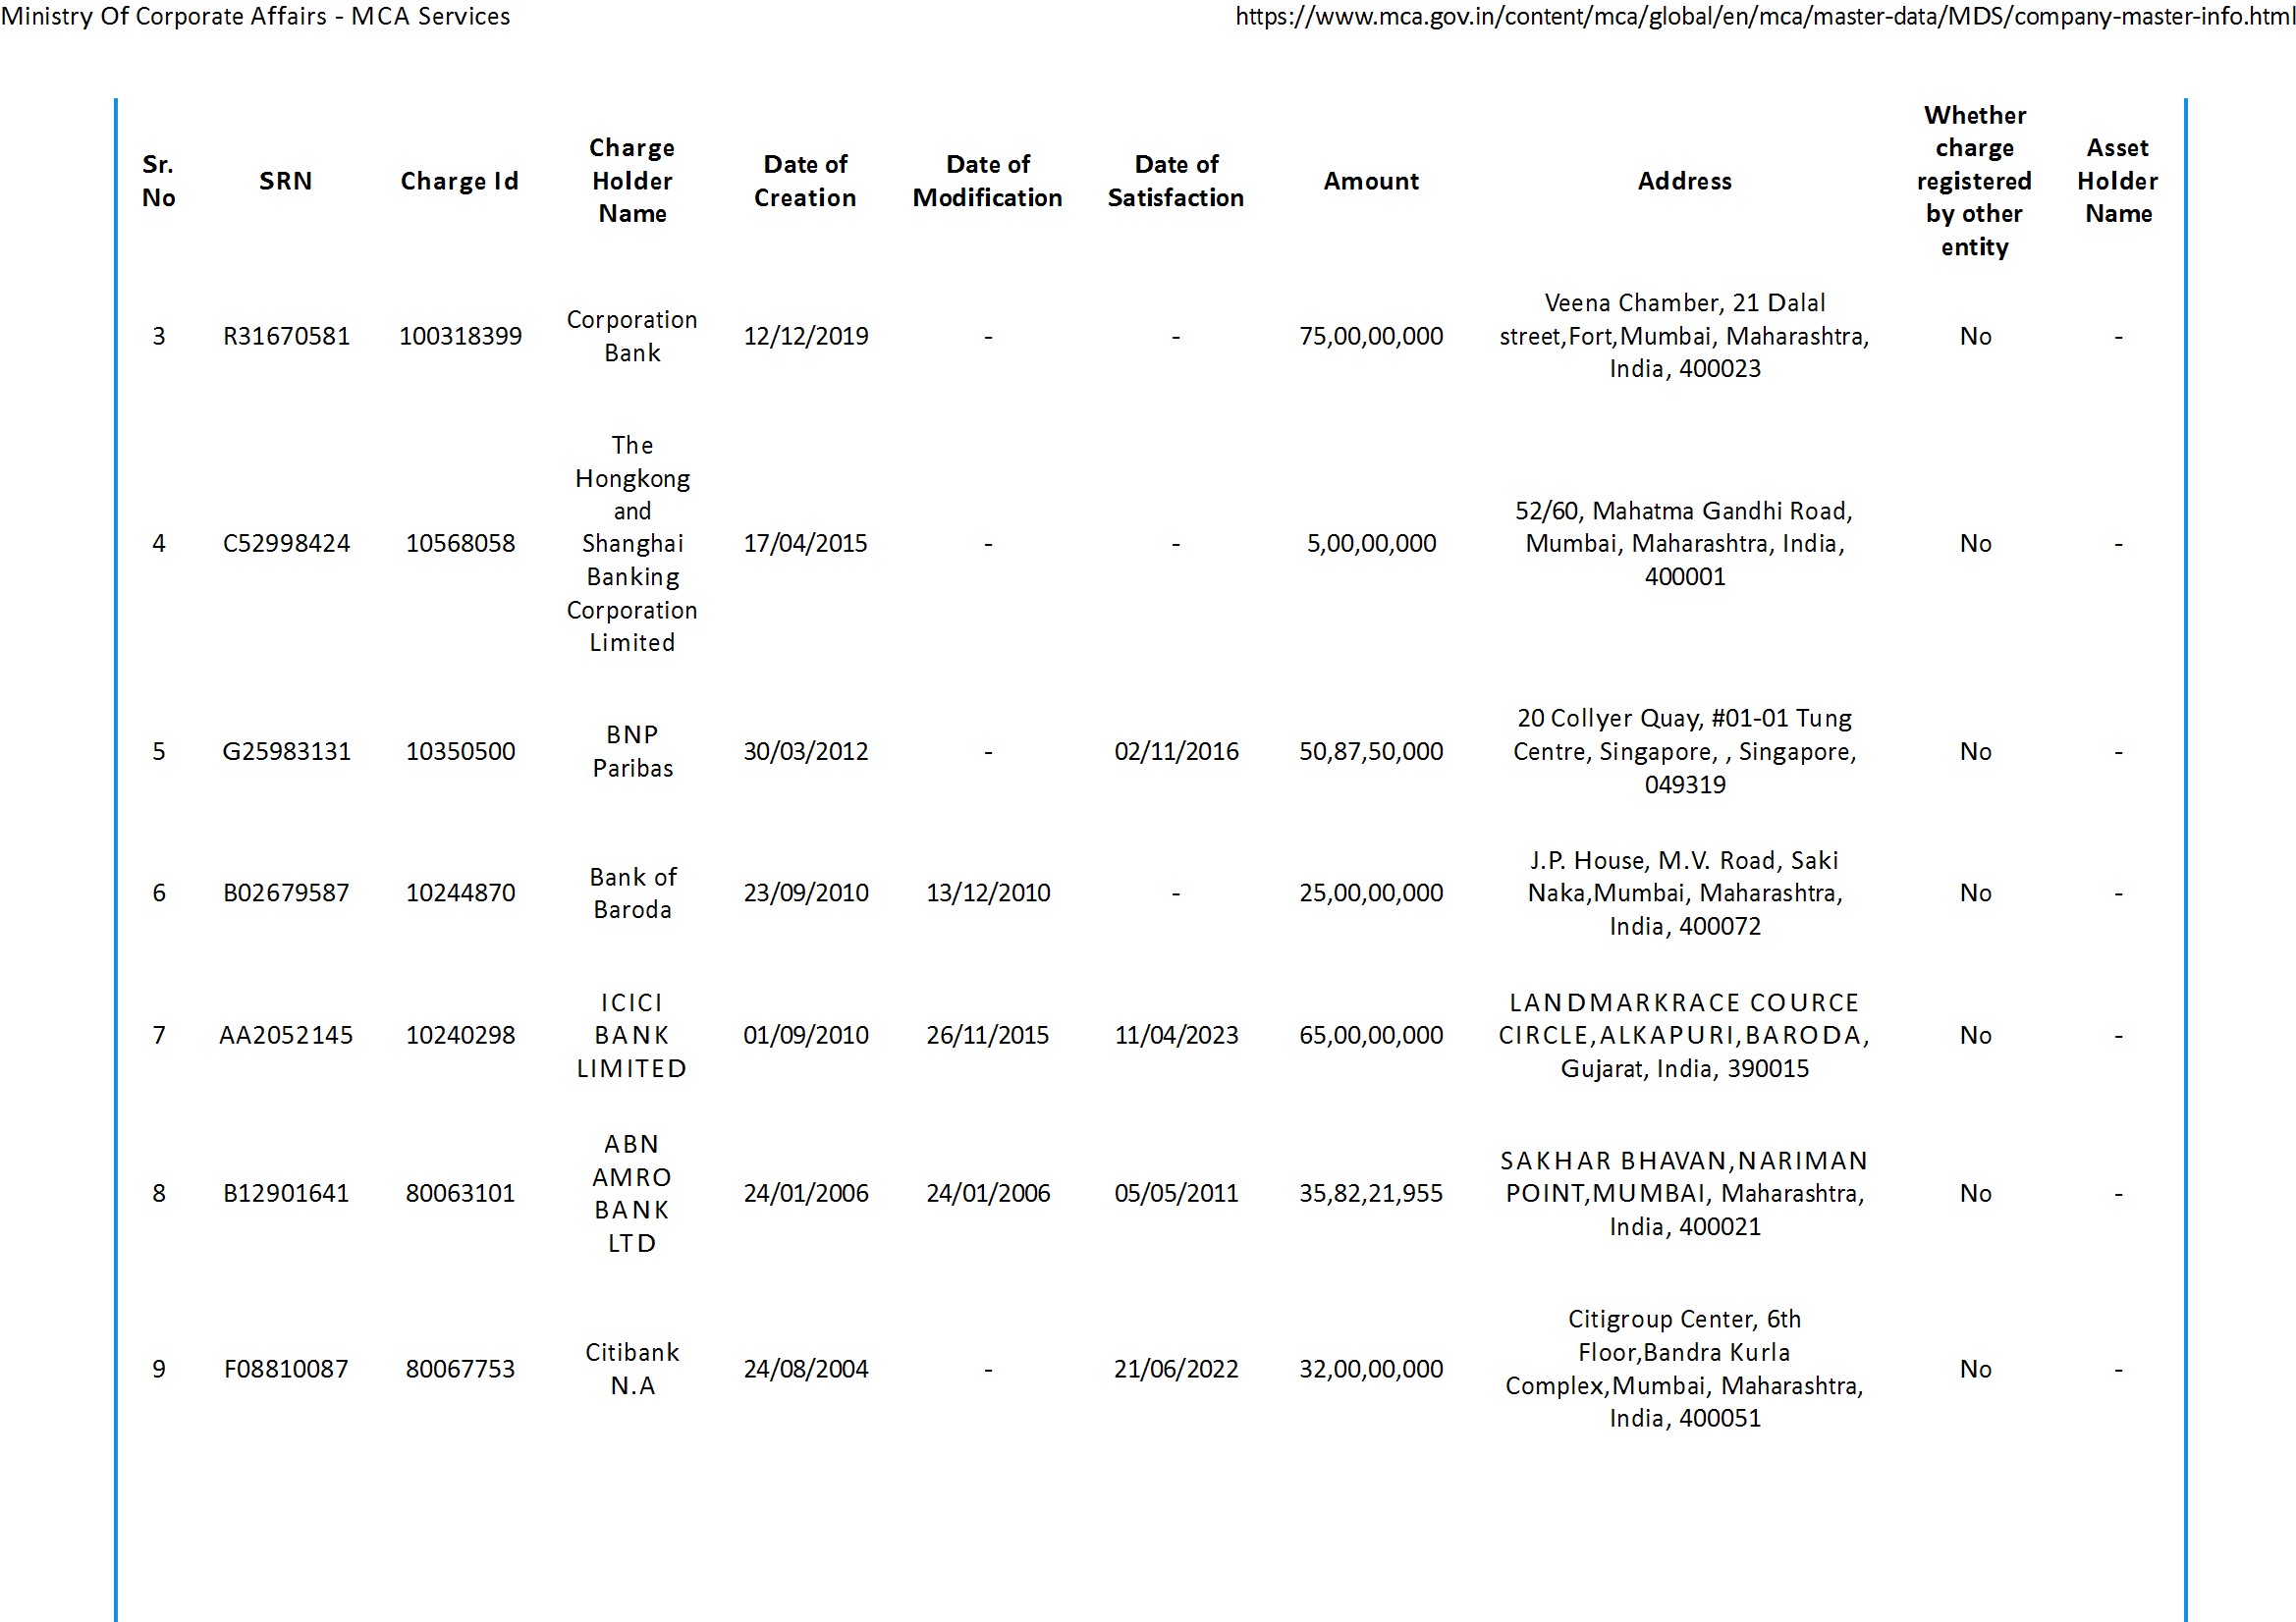 Ministry Of Corporate Affairs - MCA Services
https://www.mca.gov.in/content/mca/global/en/mca/master-data/MDS/company-master-info.html
Sr.
No
SRN
Charge Id
Charge
Holder
Name
Date of
Creation
Date of
Modification
Date of
Satisfaction
Amount
Address
Whether
charge
registered
by other
entity
Asset
Holder
Name
3
R31670581
100318399
Corporation
Bank
12/12/2019
-
-
75,00,00,000
Veena Chamber, 21 Dalal
street,Fort,Mumbai, Maharashtra,
India, 400023
No
-
4
C52998424
10568058
The
Hongkong
and
Shanghai
Banking
Corporation
Limited
17/04/2015
-
-
5,00,00,000
52/60, Mahatma Gandhi Road,
Mumbai, Maharashtra, India,
400001
No
-
5
G25983131
10350500
BNP
Paribas
30/03/2012
-
02/11/2016
50,87,50,000
20 Collyer Quay, #01-01 Tung
Centre, Singapore, , Singapore,
049319
No
-
6
B02679587
10244870
Bank of
Baroda
23/09/2010
13/12/2010
-
25,00,00,000
J.P. House, M.V. Road, Saki
Naka,Mumbai, Maharashtra,
India, 400072
No
-
7
AA2052145
10240298
ICICI
BANK
LIMITED
01/09/2010
26/11/2015
11/04/2023
65,00,00,000
LANDMARKRACE COURCE
CIRCLE,ALKAPURI,BARODA,
Gujarat, India, 390015
No
-
8
B12901641
80063101
ABN
AMRO
BANK
LTD
24/01/2006
24/01/2006
05/05/2011
35,82,21,955
SAKHAR BHAVAN,NARIMAN
POINT,MUMBAI, Maharashtra,
India, 400021
No
-
9
F08810087
80067753
Citibank
N.A
24/08/2004
-
21/06/2022
32,00,00,000
Citigroup Center, 6th
Floor,Bandra Kurla
Complex,Mumbai, Maharashtra,
India, 400051
No
-